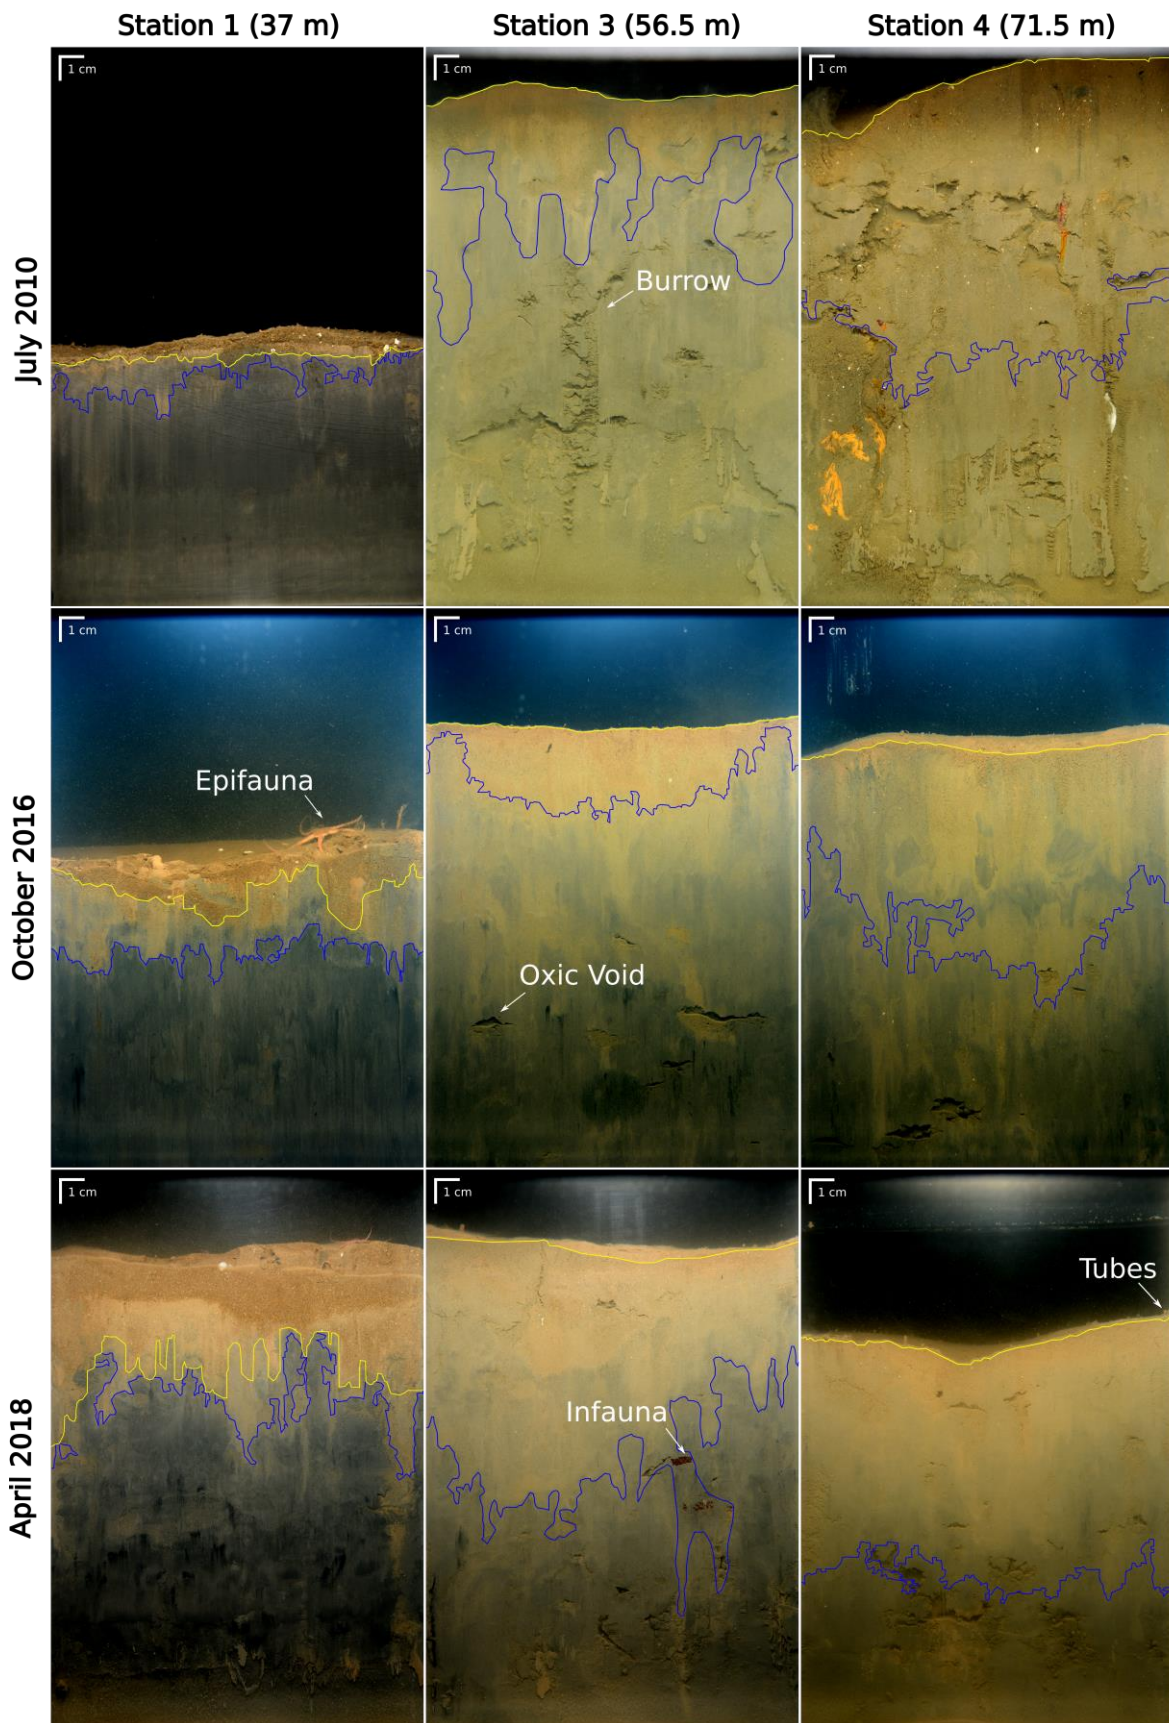 Station 1 (37 m)
Station 3 (56.5 m)
Station 4 (71.5 m)
July 2010
1 cm
1 cm
1 cm
Burrow
October 2016
1 cm
1 cm
1 cm
Epifauna
Oxic Void
April 2018
1 cm
1 cm
1 cm
Tubes
Infauna